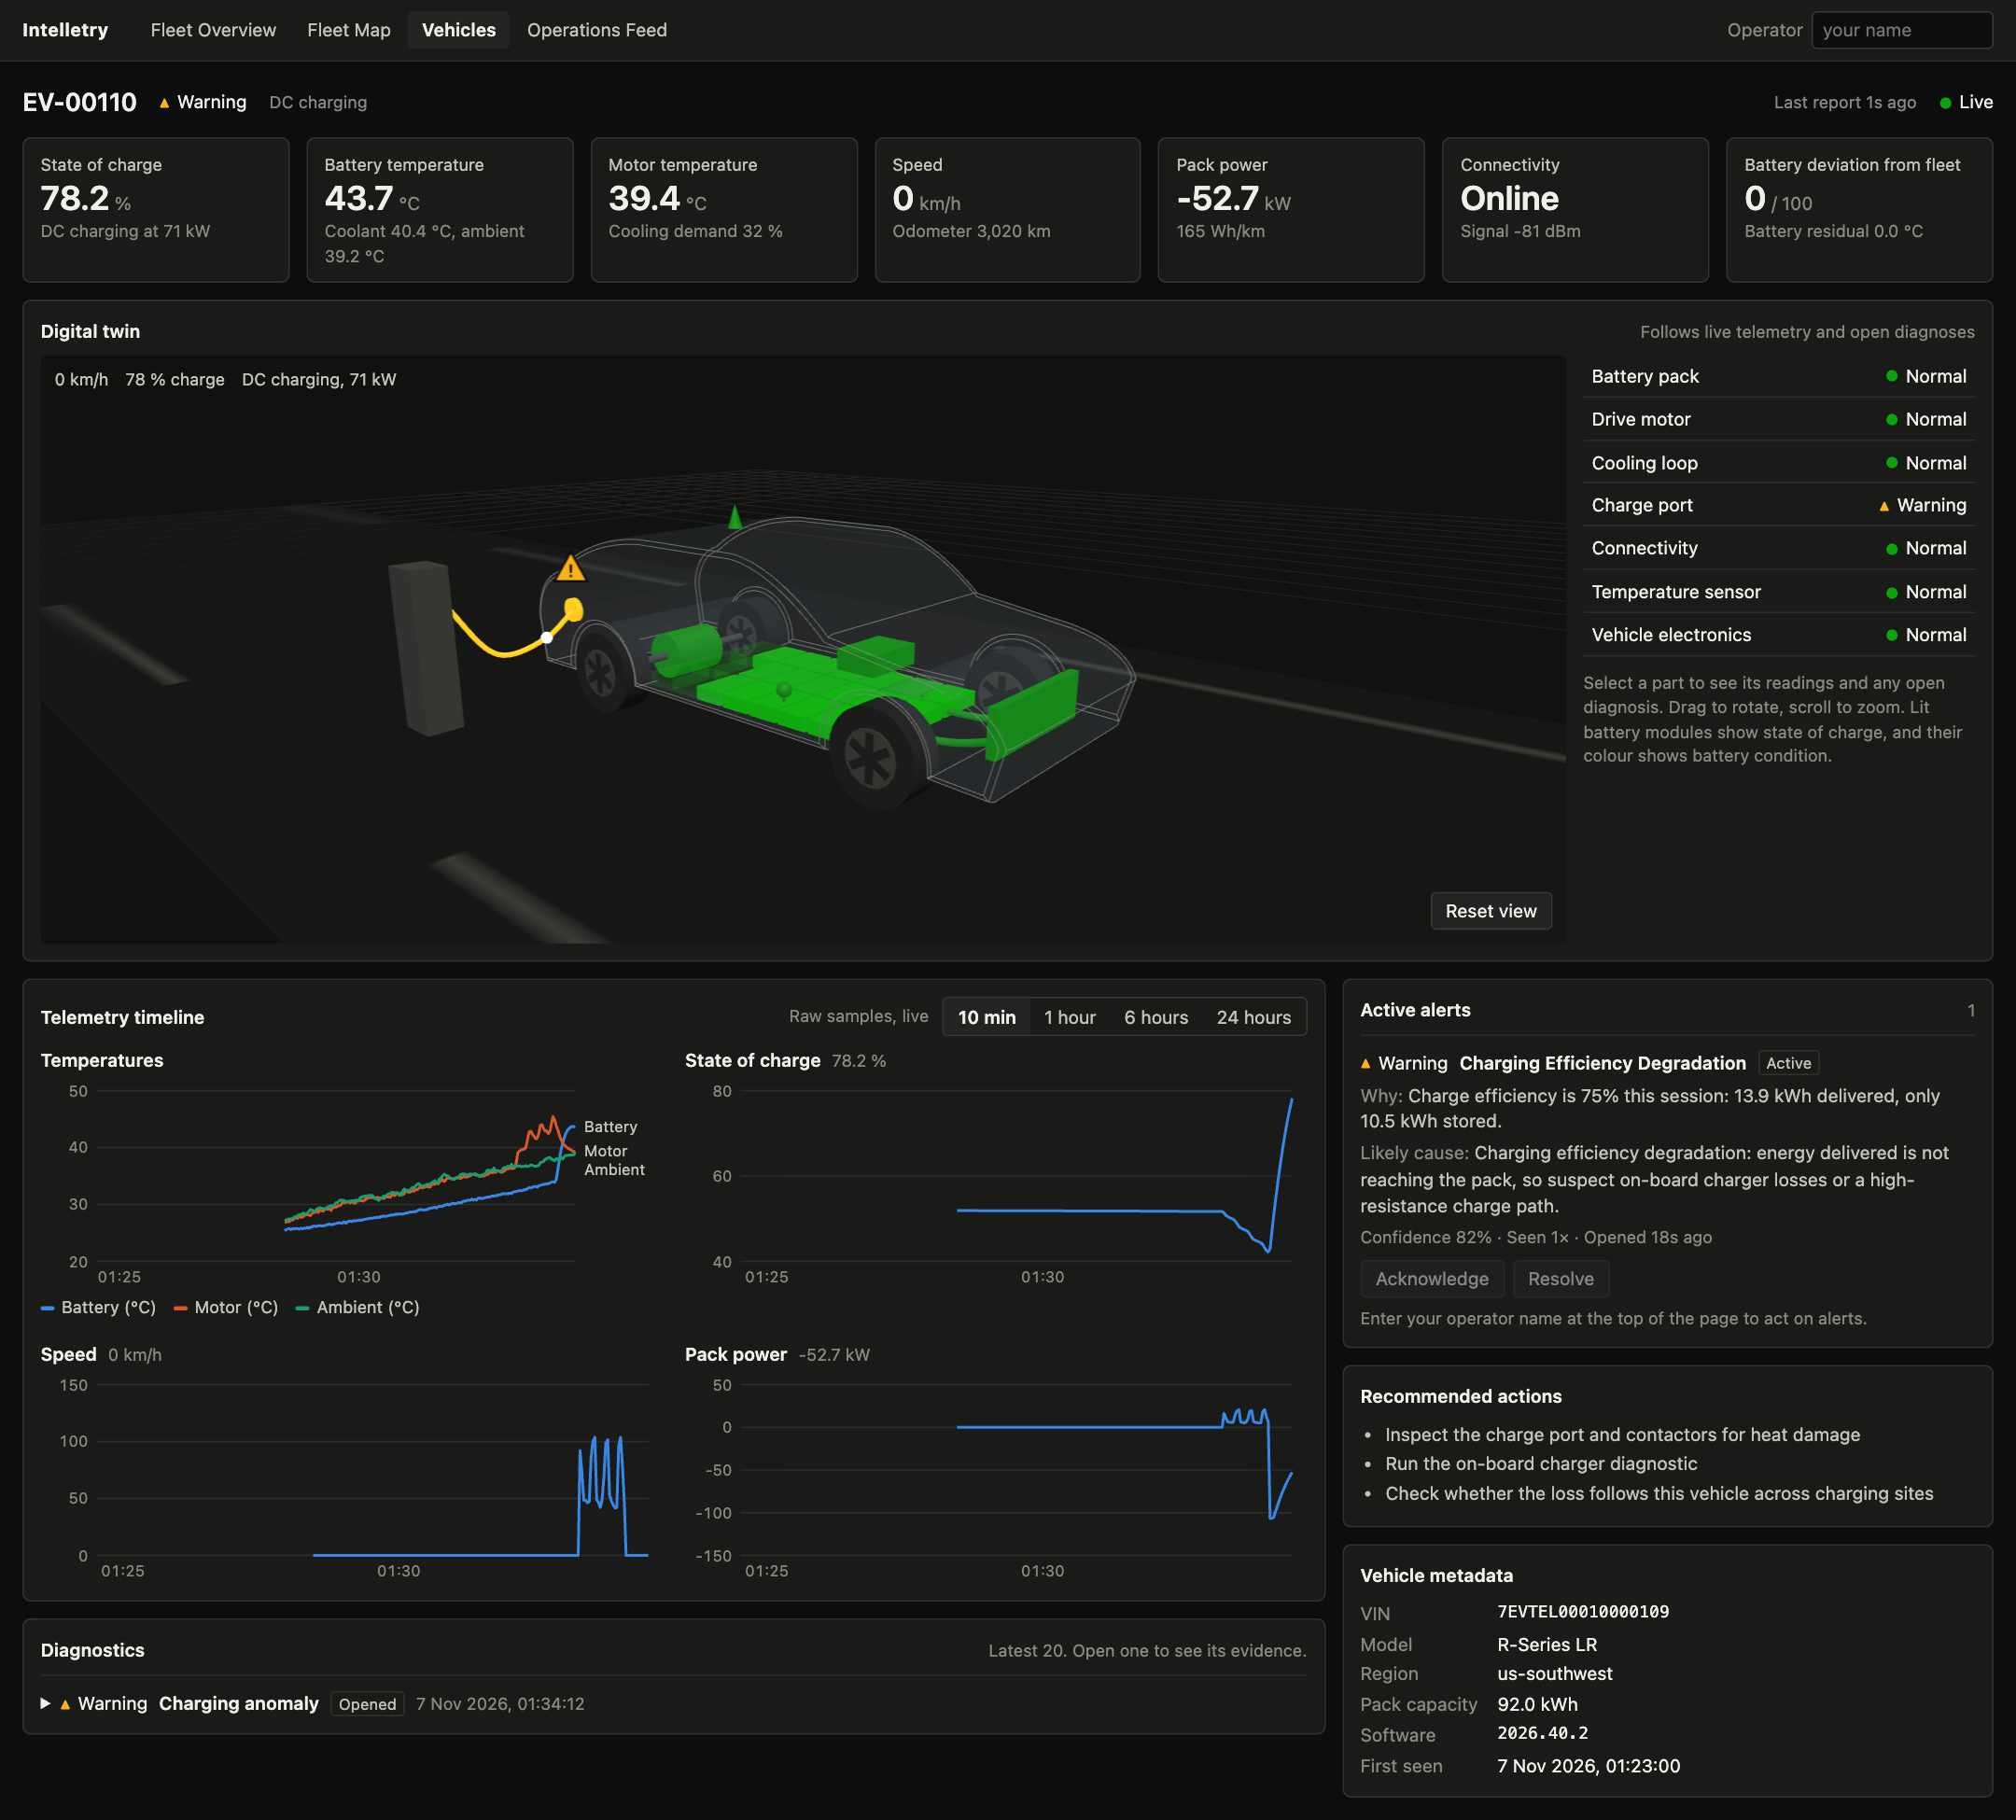 Intelletry
Fleet Overview
Fleet Map
Vehicles
Operations Feed
Operator
your name
EV-00110
Warning
DC charging
Last report 1s ago
Live
State of charge
78.2 %
DC charging at 71 kW
Battery temperature
43.7 °C
Coolant 40.4 °C, ambient
39.2 °C
Motor temperature
39.4 °C
Cooling demand 32 %
Speed
0 km/h
Odometer 3,020 km
Pack power
-52.7 kW
165 Wh/km
Connectivity
Online
Signal -81 dBm
Battery deviation from fleet
0 / 100
Battery residual 0.0 °C
Digital twin
Follows live telemetry and open diagnoses
0 km/h 78 % charge DC charging, 71 kW
Reset view
Battery pack Normal
Drive motor Normal
Cooling loop Normal
Charge port Warning
Connectivity Normal
Temperature sensor Normal
Vehicle electronics Normal
Select a part to see its readings and any open
diagnosis. Drag to rotate, scroll to zoom. Lit
battery modules show state of charge, and their
colour shows battery condition.
Telemetry timeline
Raw samples, live
10 min
1 hour
6 hours
24 hours
Temperatures
50
40
30
20
01:25
01:30
Battery
Motor
Ambient
Battery (°C)
Motor (°C)
Ambient (°C)
State of charge 78.2 %
80
60
40
01:25
01:30
Speed 0 km/h
150
100
50
0
01:25
01:30
Pack power -52.7 kW
50
0
-50
-100
-150
01:25
01:30
Diagnostics
Latest 20. Open one to see its evidence.
Warning Charging anomaly Opened 7 Nov 2026, 01:34:12
Active alerts
1
Warning Charging Efficiency Degradation Active
Why: Charge efficiency is 75% this session: 13.9 kWh delivered, only
10.5 kWh stored.
Likely cause: Charging efficiency degradation: energy delivered is not
reaching the pack, so suspect on-board charger losses or a high-
resistance charge path.
Confidence 82% · Seen 1× · Opened 18s ago
Acknowledge
Resolve
Enter your operator name at the top of the page to act on alerts.
Recommended actions
• Inspect the charge port and contactors for heat damage
• Run the on-board charger diagnostic
• Check whether the loss follows this vehicle across charging sites
Vehicle metadata
VIN 7EVTEL00010000109
Model R-Series LR
Region us-southwest
Pack capacity 92.0 kWh
Software 2026.40.2
First seen 7 Nov 2026, 01:23:00